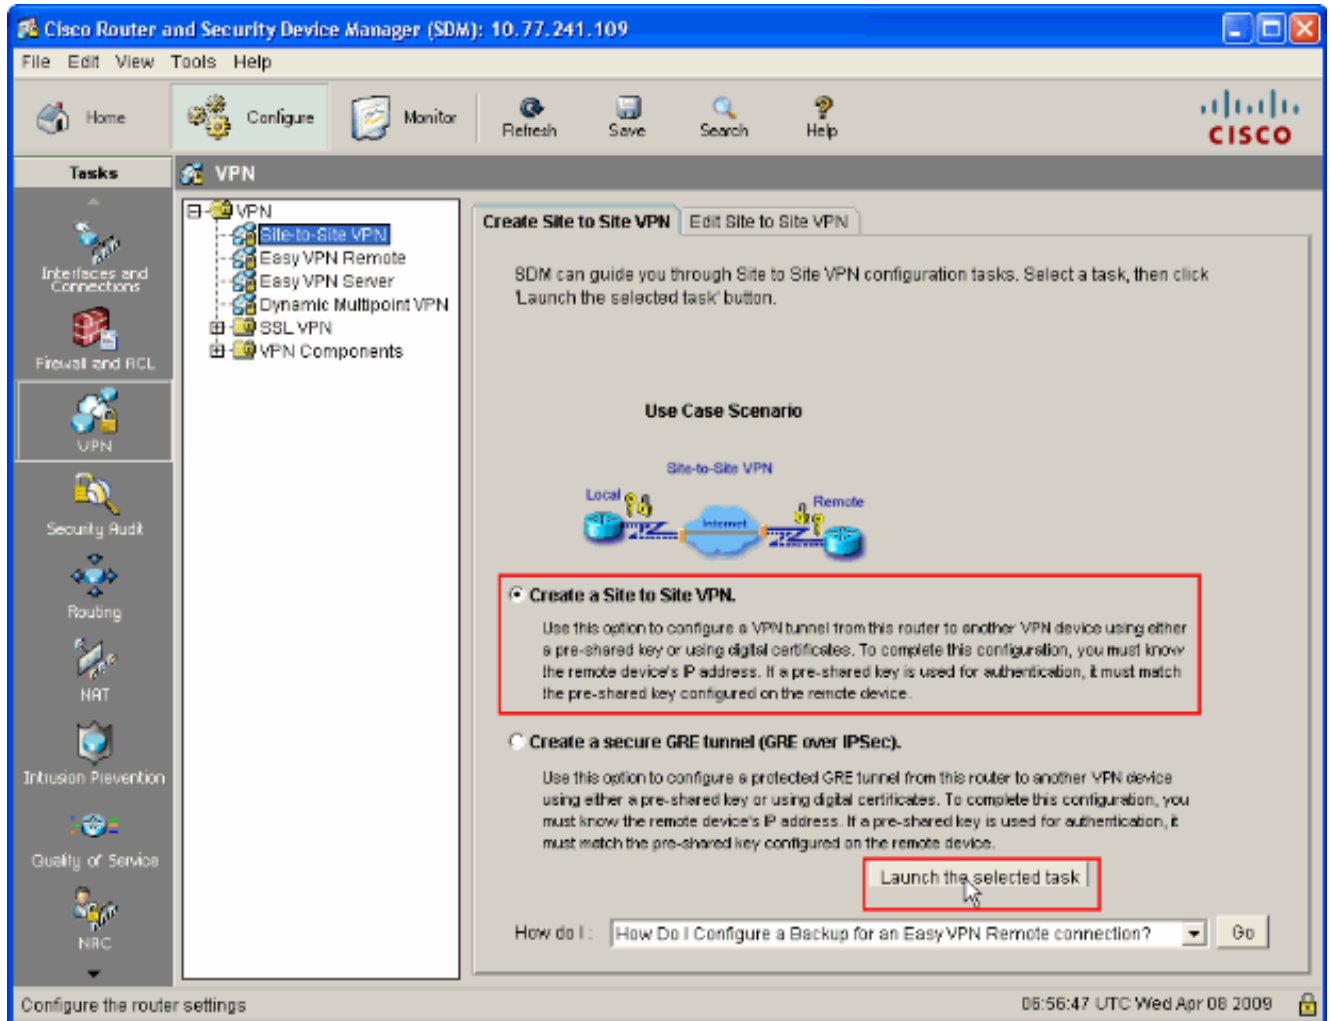 Cisco Router and Security Device Manager (SDM): 10.77.241.109
File Edit View Tools Help
Home Configure Monitor Refresh Save Search Help
CISCO
Tasks
VPN
Interfaces and Connections
Firewall and ACL
VPN
Security Audit
Routing
NAT
Intrusion Prevention
Quality of Service
NAC
VPN
Site-to-Site VPN
Easy VPN Remote
Easy VPN Server
Dynamic Multipoint VPN
SSL VPN
VPN Components
Create Site to Site VPN Edit Site to Site VPN
SDM can guide you through Site to Site VPN configuration tasks. Select a task, then click
'Launch the selected task' button.
Use Case Scenario
Site-to-Site VPN
Local
Internet
Remote
Create a Site to Site VPN.
Use this option to configure a VPN tunnel from this router to another VPN device using either
a pre-shared key or using digital certificates. To complete this configuration, you must know
the remote device's IP address. If a pre-shared key is used for authentication, it must match
the pre-shared key configured on the remote device.
Create a secure GRE tunnel (GRE over IPSec).
Use this option to configure a protected GRE tunnel from this router to another VPN device
using either a pre-shared key or using digital certificates. To complete this configuration, you
must know the remote device's IP address. If a pre-shared key is used for authentication, it
must match the pre-shared key configured on the remote device.
Launch the selected task
How do I : How Do I Configure a Backup for an Easy VPN Remote connection? Go
Configure the router settings
06:56:47 UTC Wed Apr 08 2009